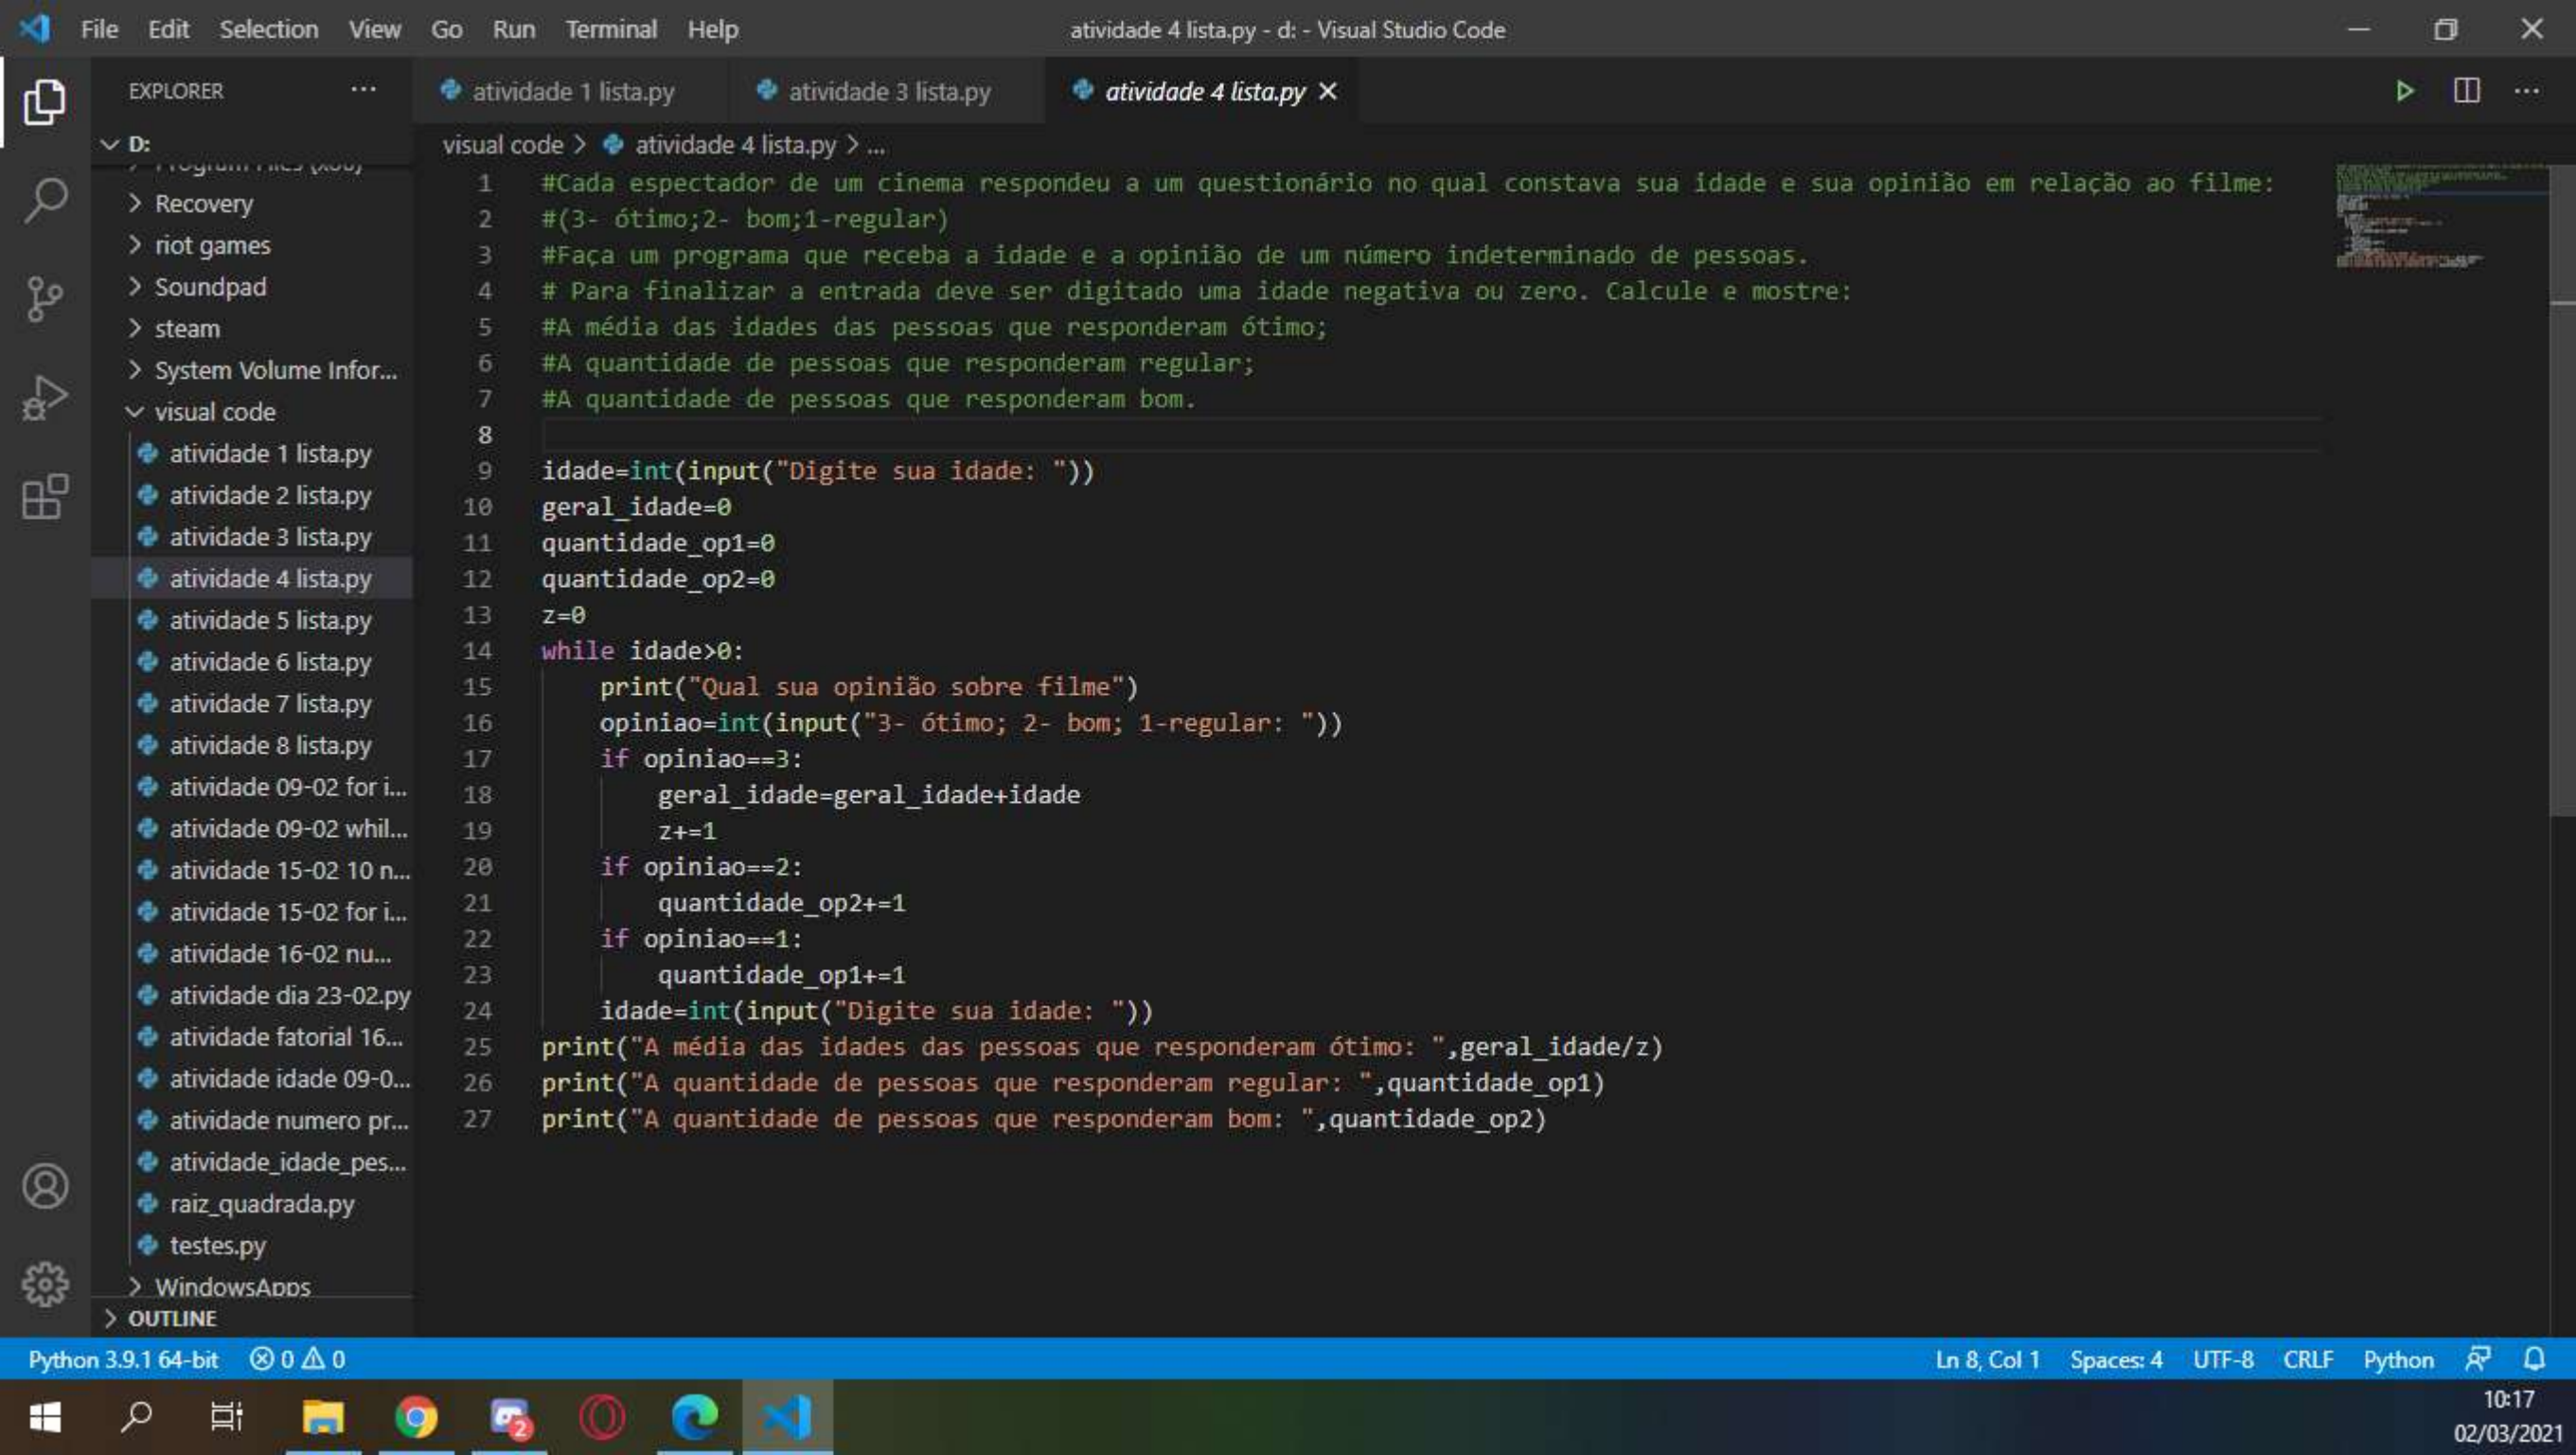 File Edit Selection View Go Run Terminal Help
atividade 4 lista.py - d: - Visual Studio Code
EXPLORER ...
atividade 1 lista.py
atividade 3 lista.py
atividade 4 lista.py
D:
Program Files (x86)
Recovery
riot games
Soundpad
steam
System Volume Infor...
visual code
atividade 1 lista.py
atividade 2 lista.py
atividade 3 lista.py
atividade 4 lista.py
atividade 5 lista.py
atividade 6 lista.py
atividade 7 lista.py
atividade 8 lista.py
atividade 09-02 for i...
atividade 09-02 whil...
atividade 15-02 10 n...
atividade 15-02 for i...
atividade 16-02 nu...
atividade dia 23-02.py
atividade fatorial 16...
atividade idade 09-0...
atividade numero pr...
atividade_idade_pes...
raiz_quadrada.py
testes.py
WindowsApps
OUTLINE
visual code > atividade 4 lista.py > ...
1 #Cada espectador de um cinema respondeu a um questionário no qual constava sua idade e sua opinião em relação ao filme:
2 #(3- ótimo;2- bom;1-regular)
3 #Faça um programa que receba a idade e a opinião de um número indeterminado de pessoas.
4 # Para finalizar a entrada deve ser digitado uma idade negativa ou zero. Calcule e mostre:
5 #A média das idades das pessoas que responderam ótimo;
6 #A quantidade de pessoas que responderam regular;
7 #A quantidade de pessoas que responderam bom.
8
9 idade=int(input("Digite sua idade: "))
10 geral_idade=0
11 quantidade_op1=0
12 quantidade_op2=0
13 z=0
14 while idade>0:
15     print("Qual sua opinião sobre filme")
16     opiniao=int(input("3- ótimo; 2- bom; 1-regular: "))
17     if opiniao==3:
18         geral_idade=geral_idade+idade
19         z+=1
20     if opiniao==2:
21         quantidade_op2+=1
22     if opiniao==1:
23         quantidade_op1+=1
24     idade=int(input("Digite sua idade: "))
25 print("A média das idades das pessoas que responderam ótimo: ",geral_idade/z)
26 print("A quantidade de pessoas que responderam regular: ",quantidade_op1)
27 print("A quantidade de pessoas que responderam bom: ",quantidade_op2)
Python 3.9.1 64-bit 0 0
Ln 8, Col 1 Spaces: 4 UTF-8 CRLF Python
2
10:17
02/03/2021